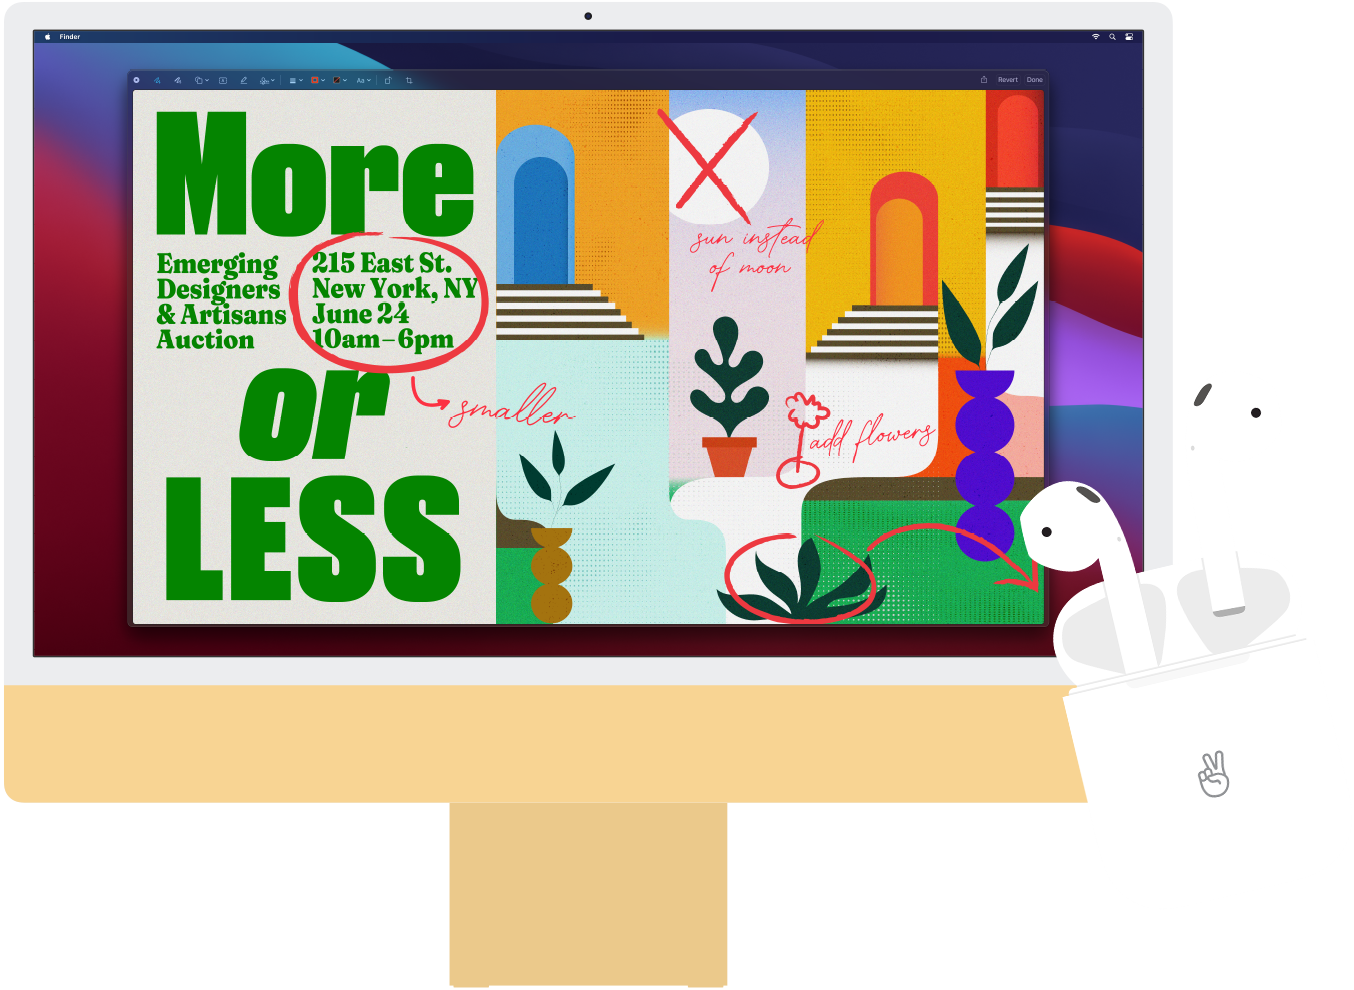 Finder
Aa
Revert
Done
More
Emerging
Designers
& Artisans
Auction
215 East St.
New York, NY
June 24
10am–6pm
or
LESS
smaller
sun instead
of moon
add flowers